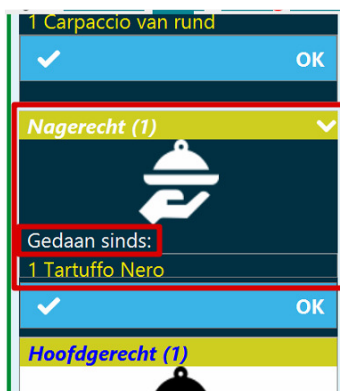 1 Carpaccio van rund
OK
Nagerecht (1)
Gedaan sinds:
1 Tartuffo Nero
OK
Hoofdgerecht (1)